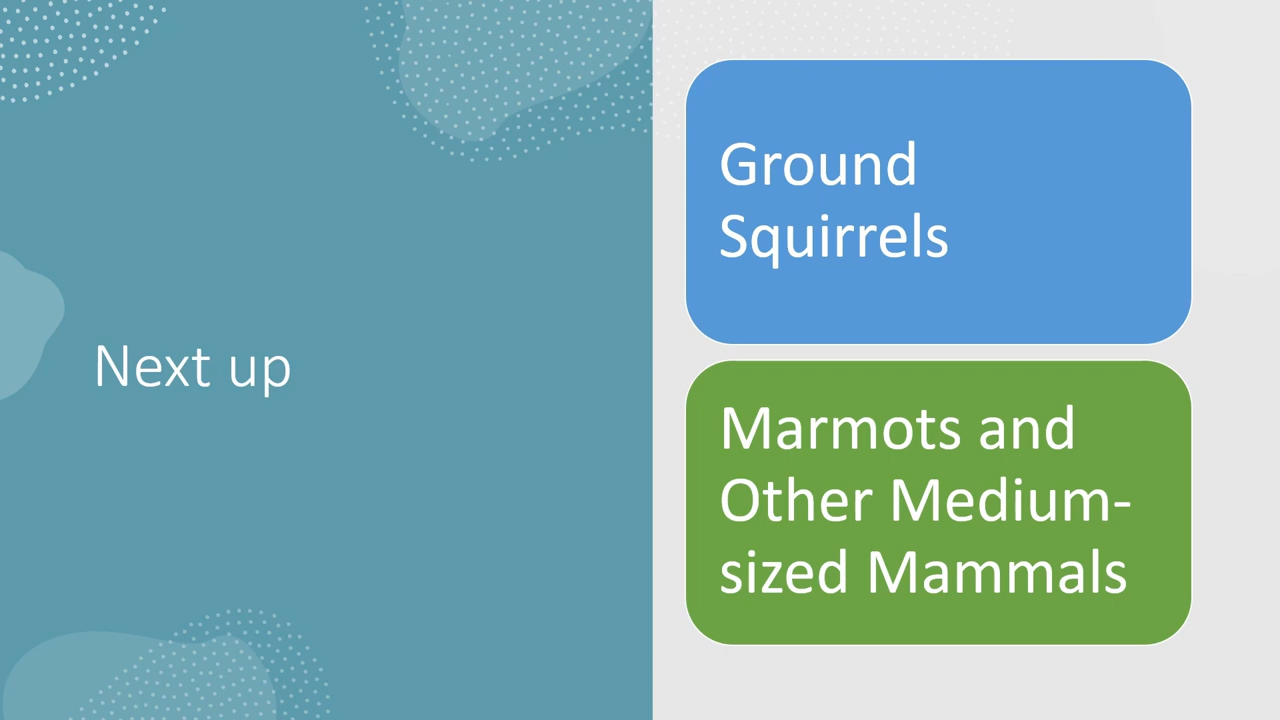 Next up
Ground
Squirrels
Marmots and
Other Medium-
sized Mammals